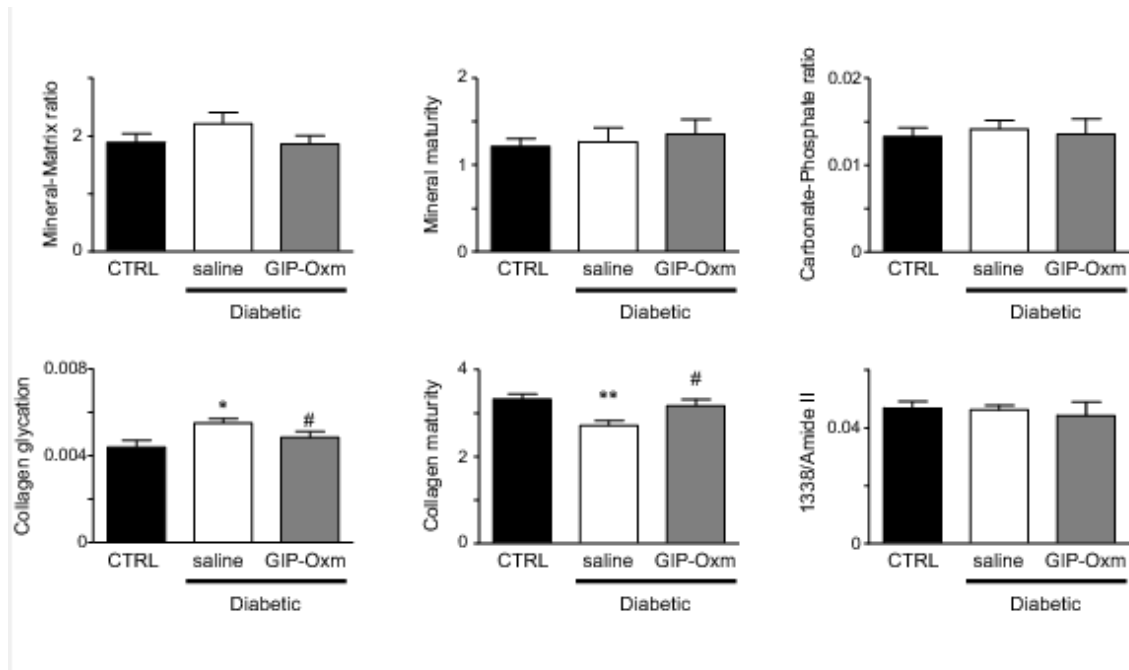 Mineral-Matrix ratio
2
0
CTRL saline GIP-Oxm
Diabetic
Mineral maturity
2
1
0
CTRL saline GIP-Oxm
Diabetic
Carbonate-Phosphate ratio
0.02
0.01
0
CTRL saline GIP-Oxm
Diabetic
Collagen glycation
0.008
0.004
0
* #
CTRL saline GIP-Oxm
Diabetic
Collagen maturity
4
2
0
** #
CTRL saline GIP-Oxm
Diabetic
1338/Amide II
0.04
0
CTRL saline GIP-Oxm
Diabetic